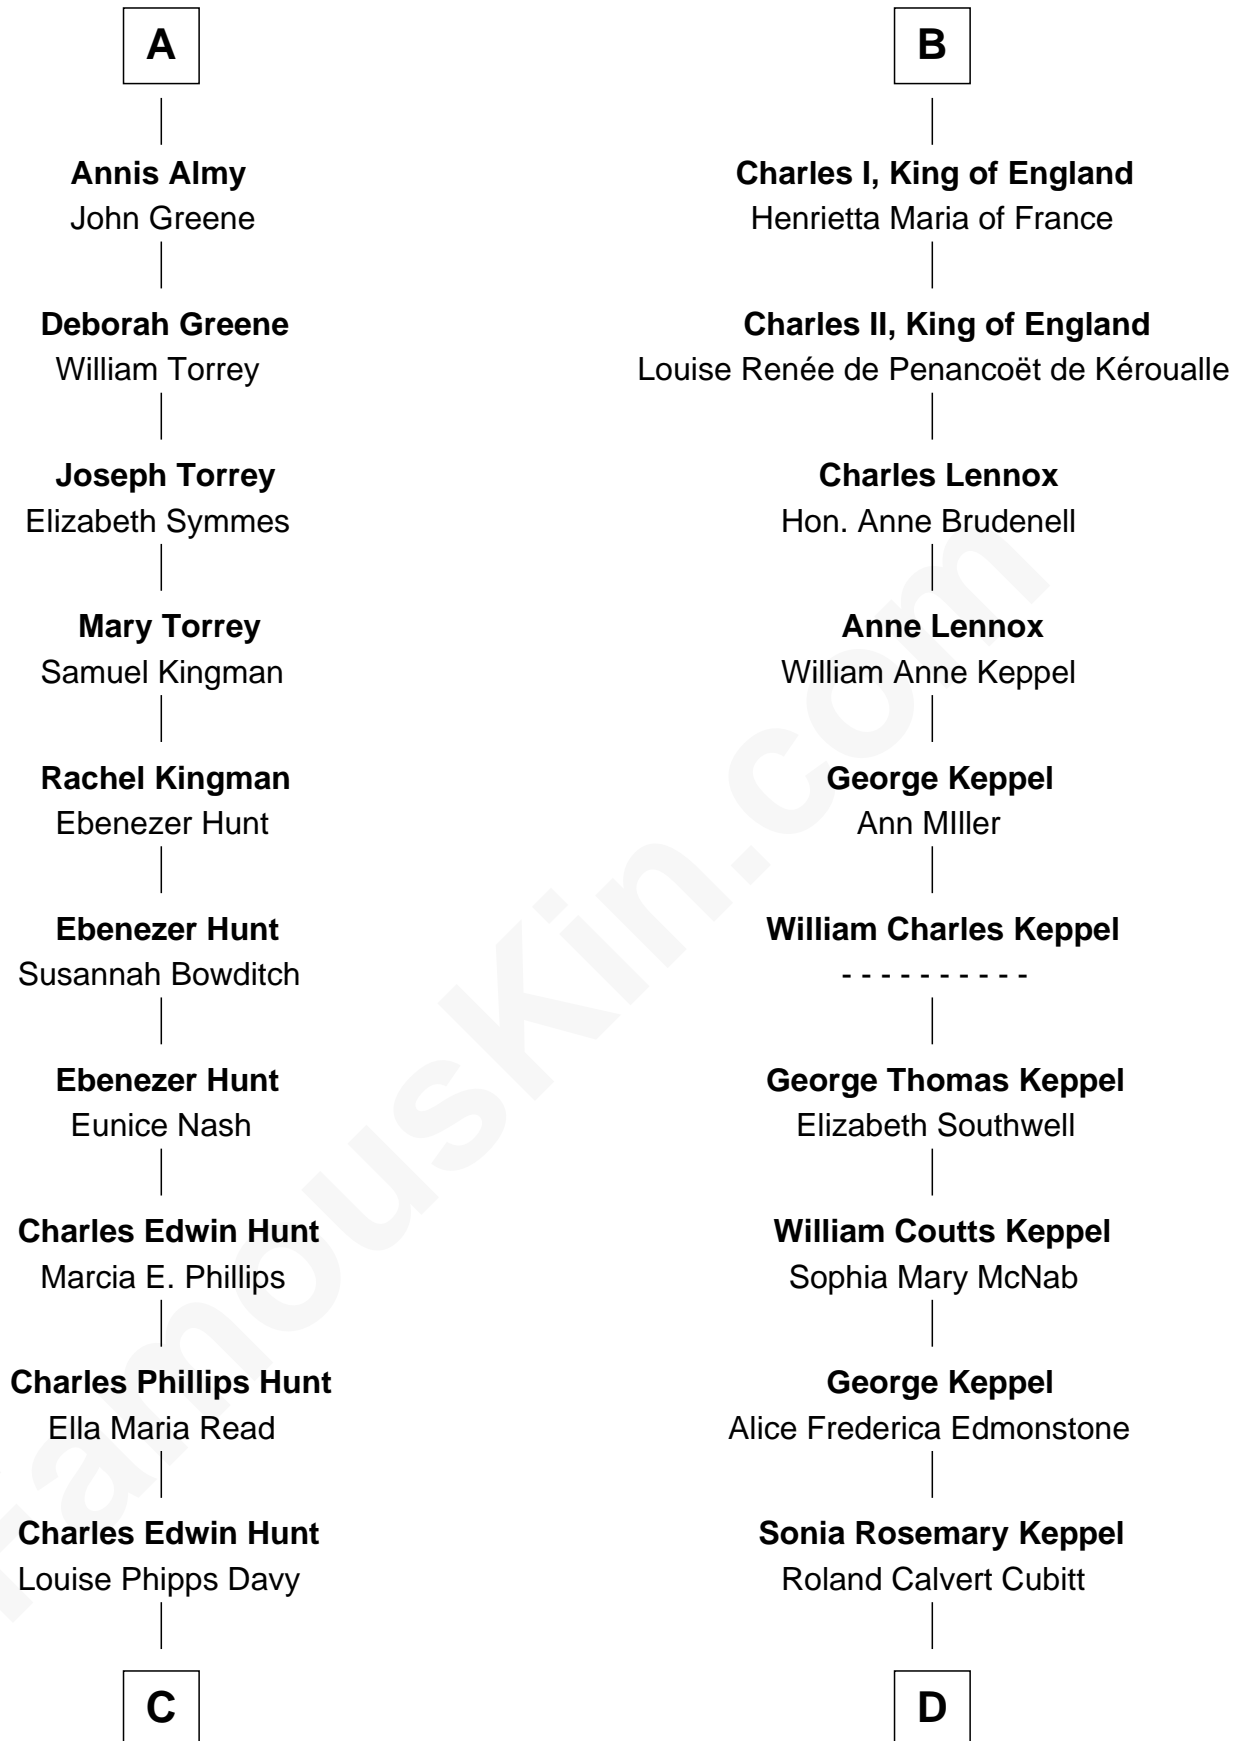 A
Annis Almy
John Greene
Deborah Greene
William Torrey
Joseph Torrey
Elizabeth Symmes
Mary Torrey
Samuel Kingman
Rachel Kingman
Ebenezer Hunt
Ebenezer Hunt
Susannah Bowditch
Ebenezer Hunt
Eunice Nash
Charles Edwin Hunt
Marcia E. Phillips
Charles Phillips Hunt
Ella Maria Read
Charles Edwin Hunt
Louise Phipps Davy
C
B
Charles I, King of England
Henrietta Maria of France
Charles II, King of England
Louise Renée de Penancoët de Kéroualle
Charles Lennox
Hon. Anne Brudenell
Anne Lennox
William Anne Keppel
George Keppel
Ann MIller
William Charles Keppel
- - - - - - - - - -
George Thomas Keppel
Elizabeth Southwell
William Coutts Keppel
Sophia Mary McNab
George Keppel
Alice Frederica Edmonstone
Sonia Rosemary Keppel
Roland Calvert Cubitt
D
FamousKin.com